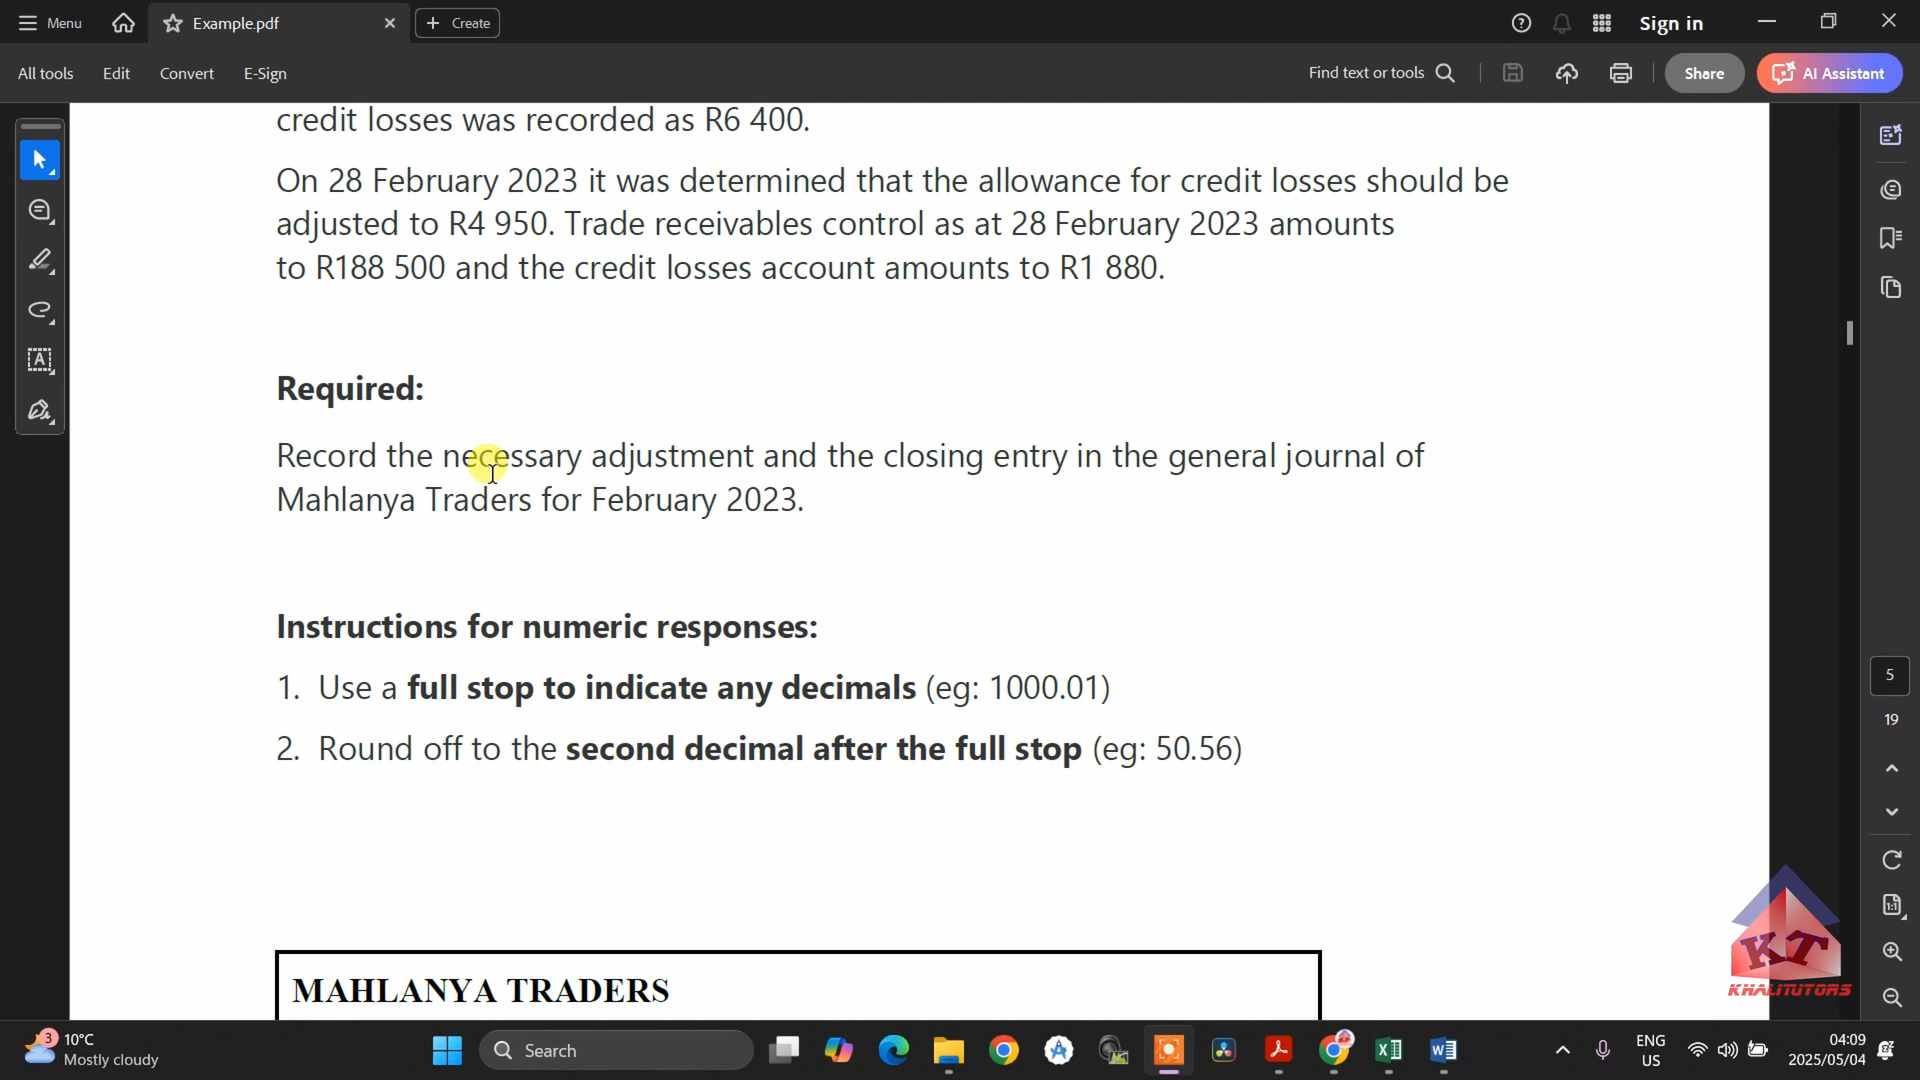 Menu
Example.pdf
Create
Sign in
All tools
Edit
Convert
E-Sign
Find text or tools
Share
AI Assistant
credit losses was recorded as R6 400.
On 28 February 2023 it was determined that the allowance for credit losses should be
adjusted to R4 950. Trade receivables control as at 28 February 2023 amounts
to R188 500 and the credit losses account amounts to R1 880.
Required:
Record the necessary adjustment and the closing entry in the general journal of
Mahlanya Traders for February 2023.
Instructions for numeric responses:
1. Use a full stop to indicate any decimals (eg: 1000.01)
2. Round off to the second decimal after the full stop (eg: 50.56)
MAHLANYA TRADERS
5
19
KT
KHALITUTORS
3
10°C
Mostly cloudy
Search
ENG
US
04:09
2025/05/04